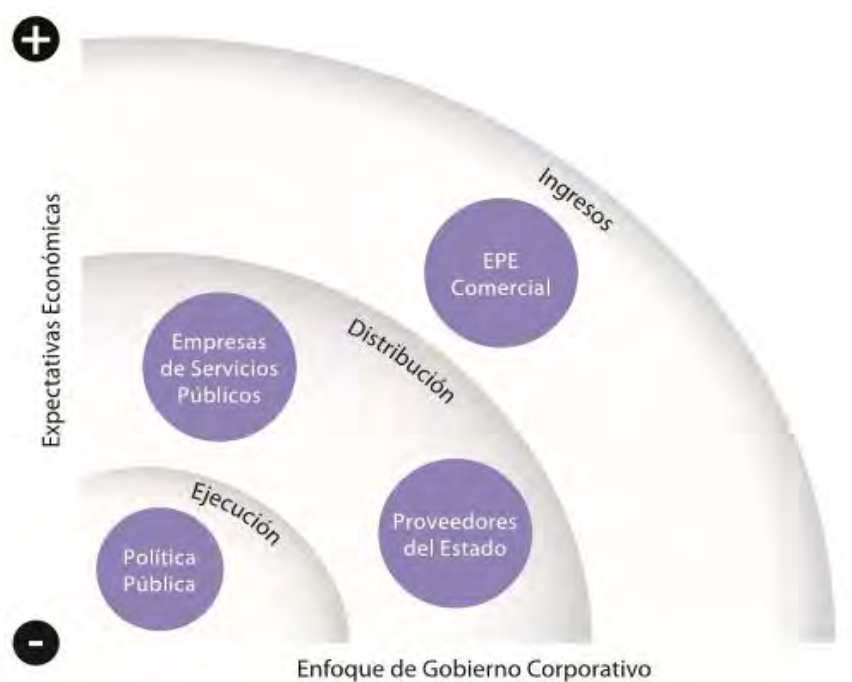 +
Expectativas Económicas
Ingresos
EPE
Comercial
Distribución
Empresas
de Servicios
Públicos
Proveedores
del Estado
Ejecución
Política
Pública
-
Enfoque de Gobierno Corporativo